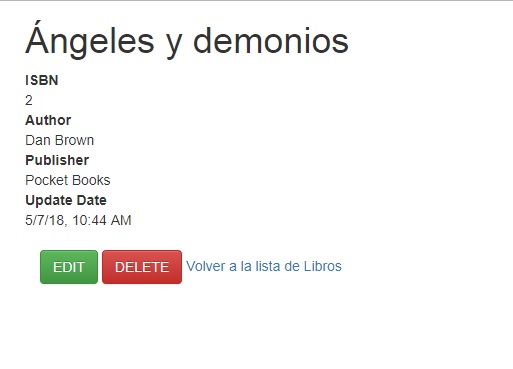 Ángeles y demonios
ISBN
2
Author
Dan Brown
Publisher
Pocket Books
Update Date
5/7/18, 10:44 AM
EDIT DELETE Volver a la lista de Libros